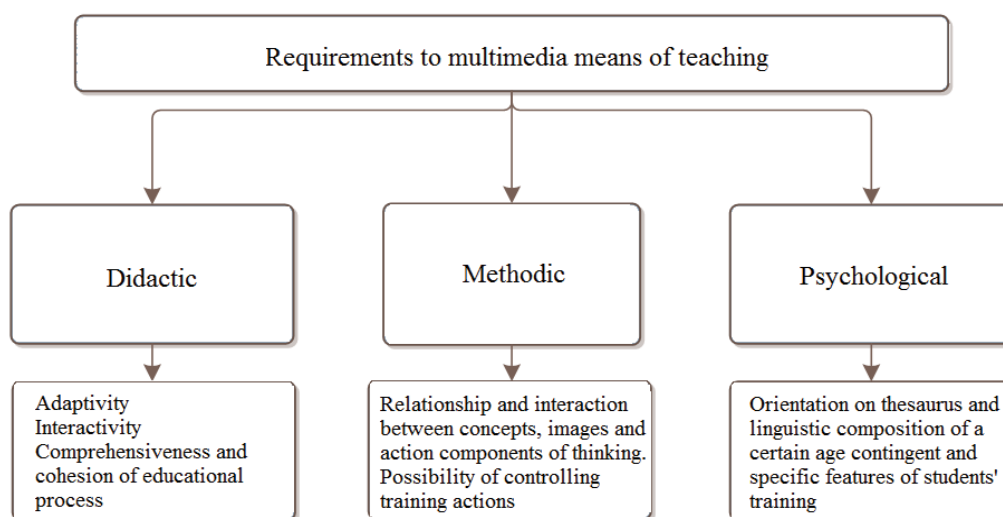 Requirements to multimedia means of teaching
Didactic
Methodic
Psychological
Adaptivity
Interactivity
Comprehensiveness and
cohesion of educational
process
Relationship and interaction
between concepts, images and
action components of thinking.
Possibility of controlling
training actions
Orientation on thesaurus and
linguistic composition of a
certain age contingent and
specific features of students'
training